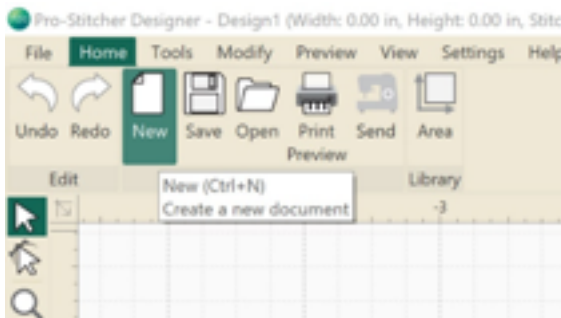 Pro-Stitcher Designer - Design1 (Width: 0.00 in, Height: 0.00 in, Stitc
File Home Tools Modify Preview View Settings Help
Undo Redo New Save Open Print Preview Send Area
Edit Library
New (Ctrl+N)
Create a new document
-3